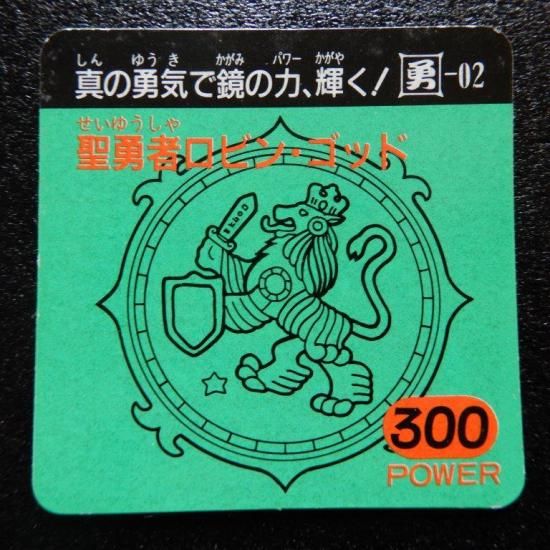 しん ゆうき かがみ パワー かがや
真の勇気で鏡の力、輝く! 勇-02
せいゆうしゃ
聖勇者ロビン・ゴッド
300
POWER